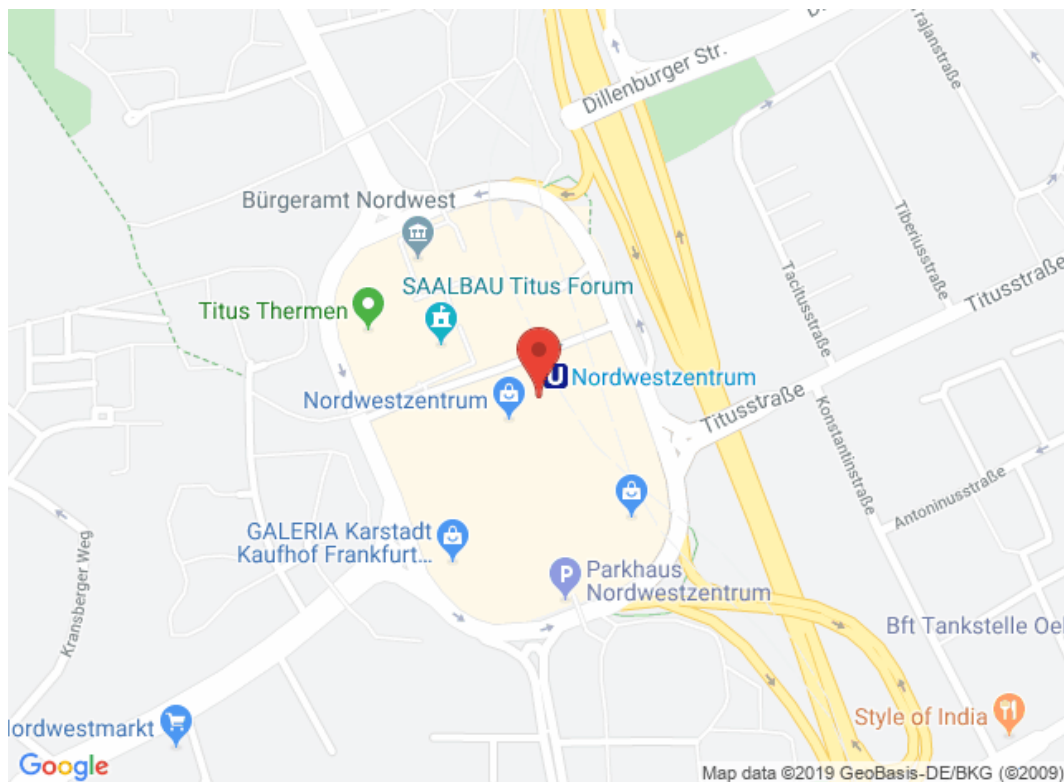 Dillenburger Str.
Trajanstraße
Bürgeramt Nordwest
Tiberiusstraße
SAALBAU Titus Forum
Titus Thermen
Tacitusstraße
Titusstraße
U
Nordwestzentrum
Nordwestzentrum
Titusstraße
Konstantinstraße
Antoninusstraße
GALERIA Karstadt
Kaufhof Frankfurt...
Kransberger Weg
P
Parkhaus
Nordwestzentrum
Bft Tankstelle Oel
Style of India
Nordwestmarkt
Google
Map data ©2019 GeoBasis-DE/BKG (©2009)